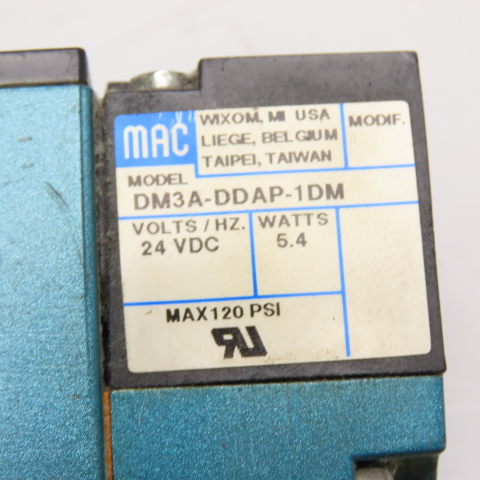 MAC
WIXOM, MI USA
LIEGE, BELGIUM
TAIPEI, TAIWAN
MODIF.
MODEL
DM3A-DDAP-1DM
VOLTS / HZ.
24 VDC
WATTS
5.4
MAX120 PSI
RU